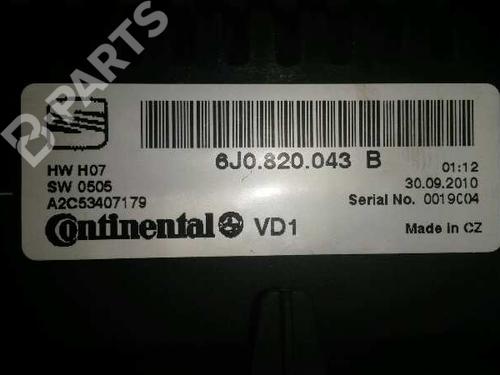 B-PARTS
6J0.820.043 B
HW H07
SW 0505
A2C53407179
01:12
30.09.2010
Serial No. 0019004
Continental VD1
Made in CZ